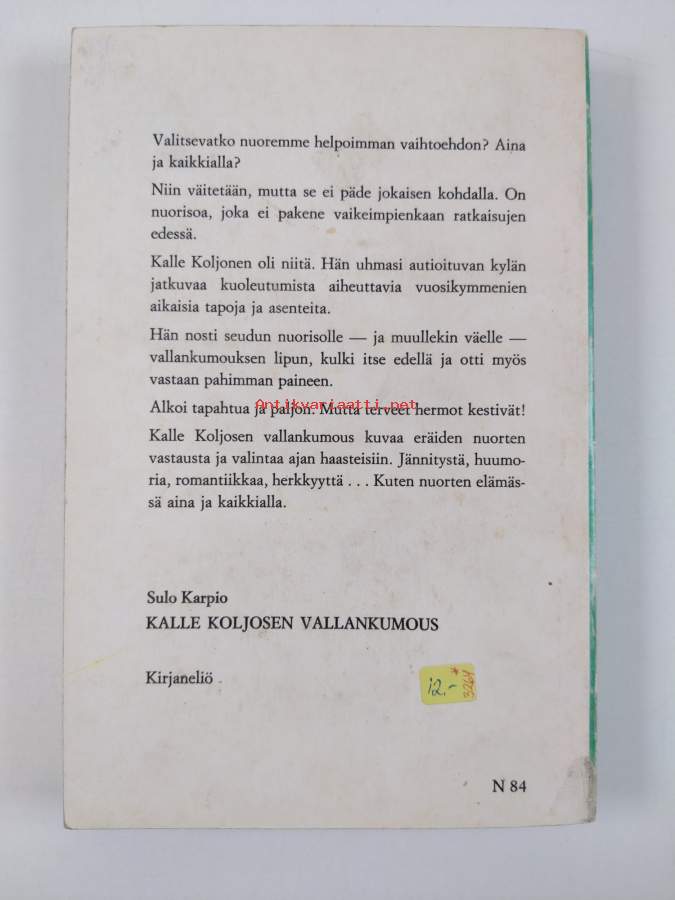 Valitsevatko nuoremme helpoimman vaihtoehdon? Aina
ja kaikkialla?
Niin väitetään, mutta se ei päde jokaisen kohdalla. On
nuorisoa, joka ei pakene vaikeimpienkaan ratkaisujen
edessä.
Kalle Koljonen oli niitä. Hän uhmasi autioituvan kylän
jatkuvaa kuoleutumista aiheuttavia vuosikymmenien
aikaisia tapoja ja asenteita.
Hän nosti seudun nuorisolle — ja muullekin väelle —
vallankumouksen lipun, kulki itse edellä ja otti myös
vastaan pahimman paineen.
Antikvariaatti.net
Alkoi tapahtua ja paljon. Mutta terveet hermot kestivät!
Kalle Koljosen vallankumous kuvaa eräiden nuorten
vastausta ja valintaa ajan haasteisiin. Jännitystä, huumo-
ria, romantiikkaa, herkkyyttä . . . Kuten nuorten elämäs-
sä aina ja kaikkialla.
Sulo Karpio
KALLE KOLJOSEN VALLANKUMOUS
Kirjaneliö
12.-
N 84